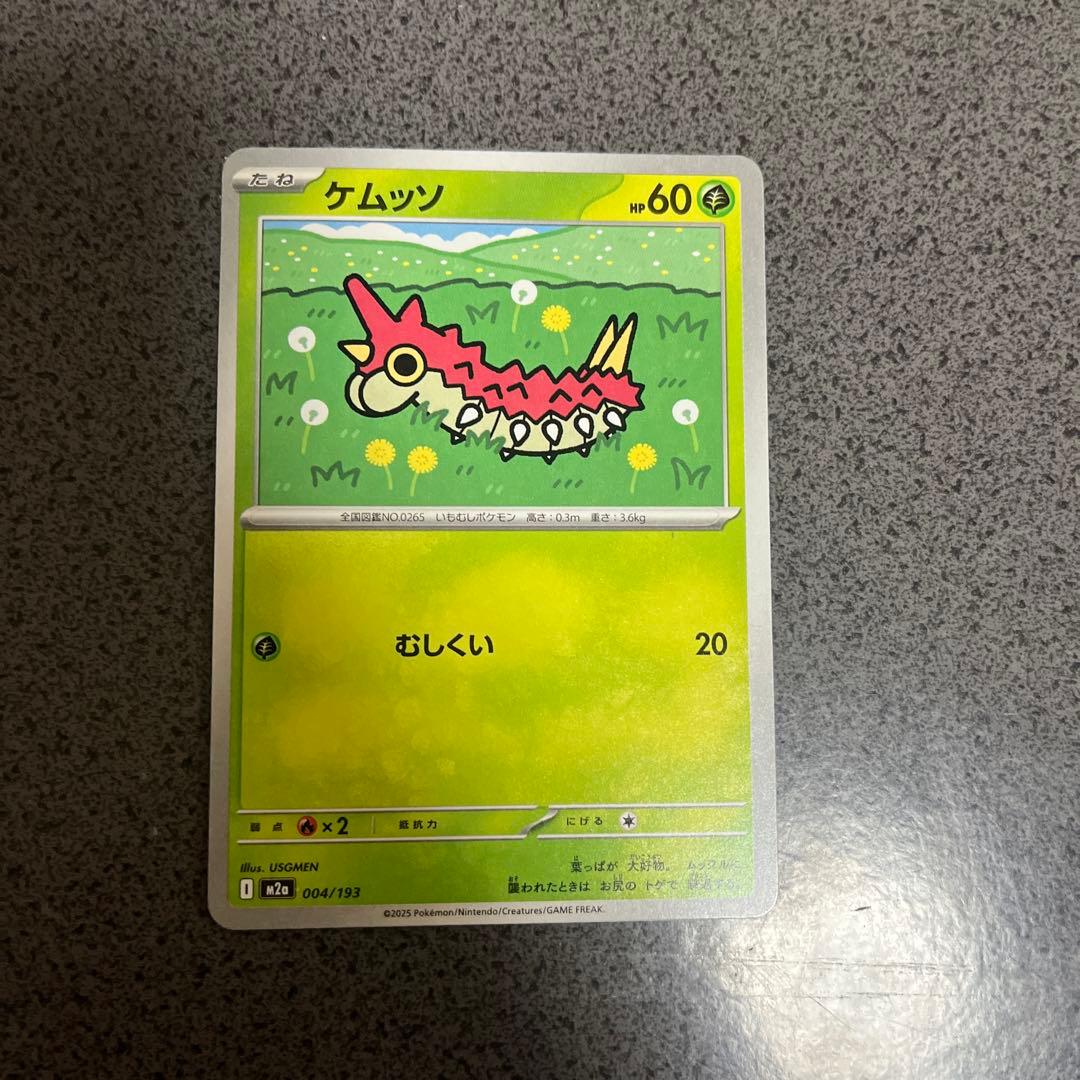 たね ケムッソ HP60
全国図鑑NO.0265 いもむしポケモン 高さ:0.3m 重さ:3.6kg
むしくい 20
弱点 ×2 抵抗力 にげる
Illus. USGMEN
葉っぱが 大好物。
襲われたときは お尻の トゲで
I M2a 004/193
©2025 Pokémon/Nintendo/Creatures/GAME FREAK.